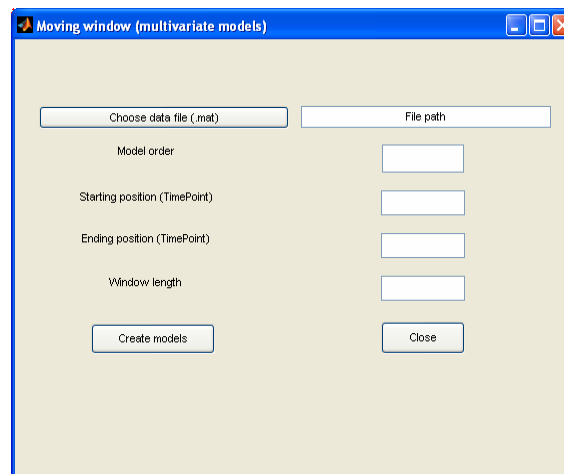 Moving window (multivariate models)
Choose data file (.mat) File path
Model order
Starting position (TimePoint)
Ending position (TimePoint)
Window length
Create models Close